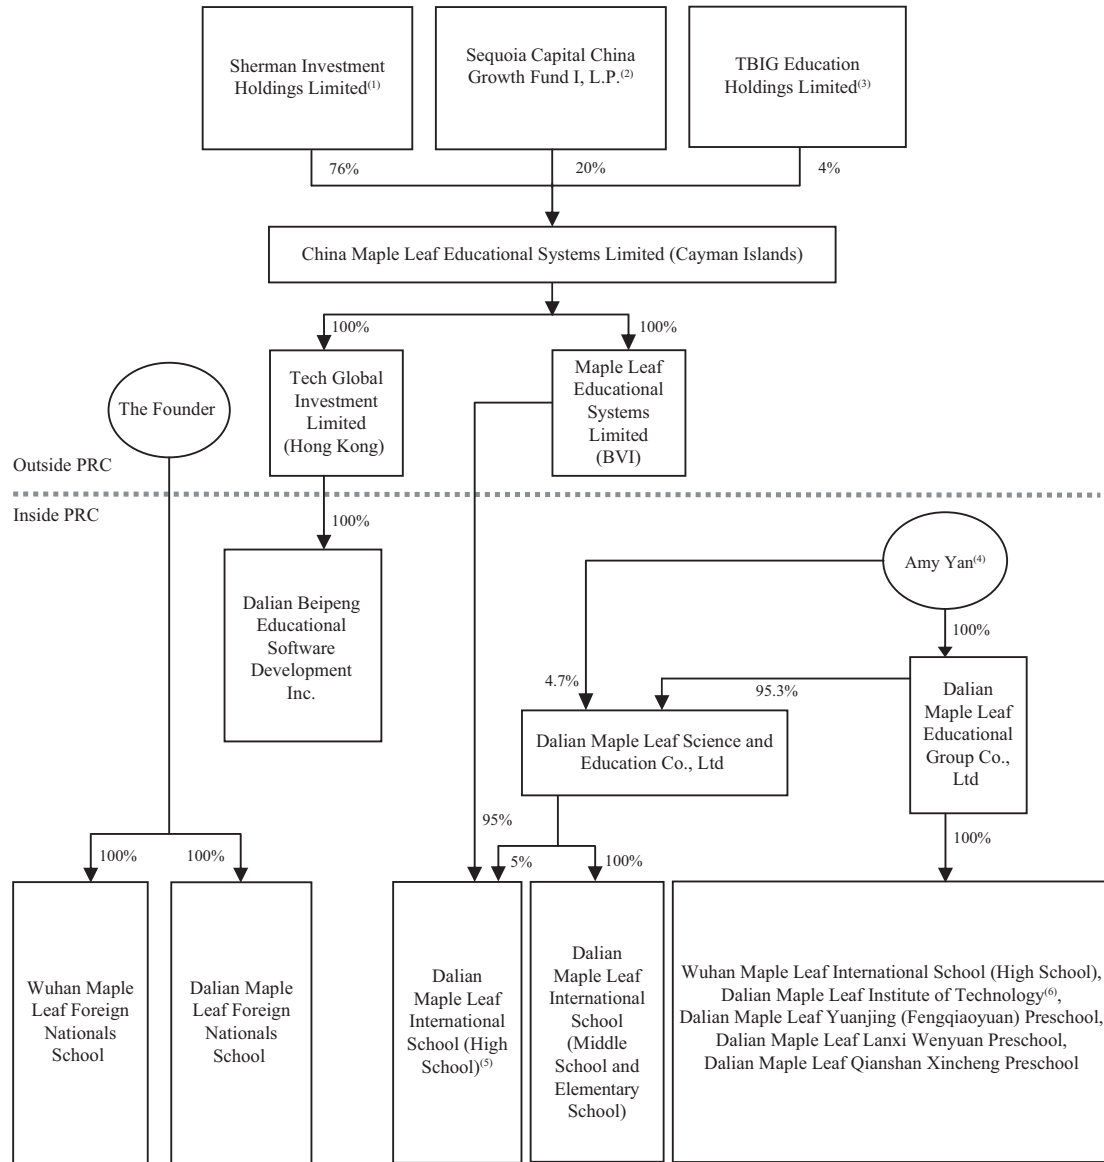 Sherman Investment
Holdings Limited(1)
Sequoia Capital China
Growth Fund I, L.P.(2)
TBIG Education
Holdings Limited(3)
76%
20%
4%
China Maple Leaf Educational Systems Limited (Cayman Islands)
100%
100%
Tech Global
Investment
Limited
(Hong Kong)
Maple Leaf
Educational
Systems
Limited
(BVI)
The Founder
Outside PRC
Inside PRC
100%
Amy Yan(4)
Dalian Beipeng
Educational
Software
Development
Inc.
100%
4.7%
95.3%
Dalian
Maple Leaf
Educational
Group Co.,
Ltd
Dalian Maple Leaf Science and
Education Co., Ltd
95%
100%
100%
100%
5%
100%
Wuhan Maple
Leaf Foreign
Nationals
School
Dalian Maple
Leaf Foreign
Nationals
School
Dalian
Maple Leaf
International
School (High
School)(5)
Dalian
Maple Leaf
International
School
(Middle
School and
Elementary
School)
Wuhan Maple Leaf International School (High School),
Dalian Maple Leaf Institute of Technology(6),
Dalian Maple Leaf Yuanjing (Fengqiaoyuan) Preschool,
Dalian Maple Leaf Lanxi Wenyuan Preschool,
Dalian Maple Leaf Qianshan Xincheng Preschool